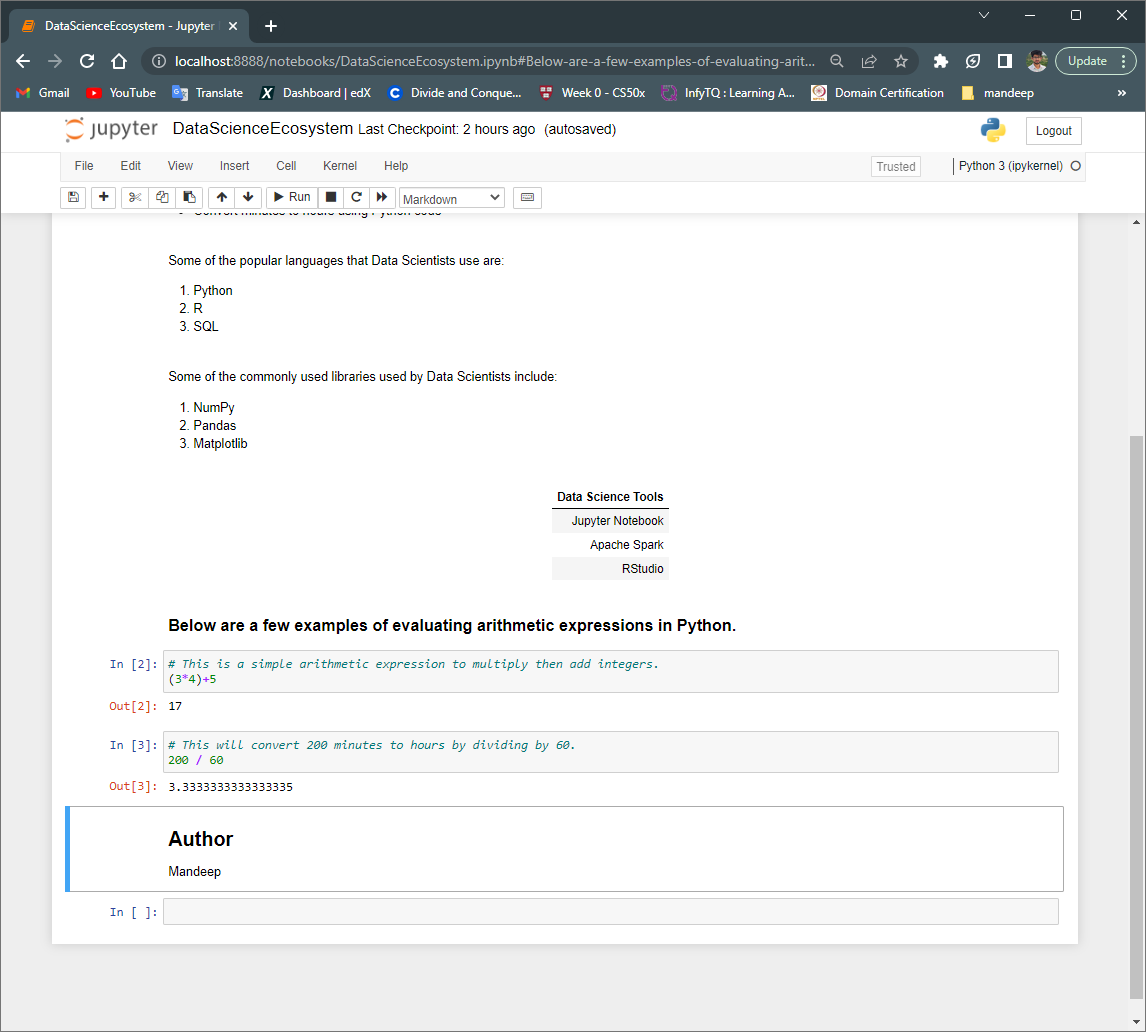 DataScienceEcosystem - Jupyter
localhost:8888/notebooks/DataScienceEcosystem.ipynb#Below-are-a-few-examples-of-evaluating-arit...
Update
Gmail YouTube Translate Dashboard | edX Divide and Conque... Week 0 - CS50x InfyTQ : Learning A... Domain Certification mandeep »
jupyter DataScienceEcosystem Last Checkpoint: 2 hours ago (autosaved) Logout
File Edit View Insert Cell Kernel Help Trusted Python 3 (ipykernel)
Run Markdown
Convert minutes to hours using Python code
Some of the popular languages that Data Scientists use are:
1. Python
2. R
3. SQL
Some of the commonly used libraries used by Data Scientists include:
1. NumPy
2. Pandas
3. Matplotlib
Data Science Tools
Jupyter Notebook
Apache Spark
RStudio
Below are a few examples of evaluating arithmetic expressions in Python.
In [2]: # This is a simple arithmetic expression to multiply then add integers.
(3*4)+5
Out[2]: 17
In [3]: # This will convert 200 minutes to hours by dividing by 60.
200 / 60
Out[3]: 3.3333333333333335
Author
Mandeep
In [ ]: